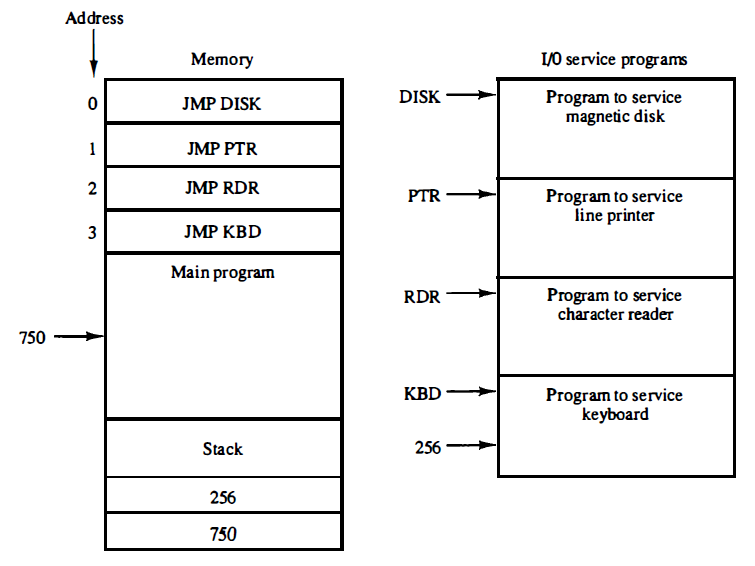 Address
Memory
0
JMP DISK
1
JMP PTR
2
JMP RDR
3
JMP KBD
Main program
750
Stack
256
750
I/0 service programs
DISK
Program to service
magnetic disk
PTR
Program to service
line printer
RDR
Program to service
character reader
KBD
Program to service
keyboard
256